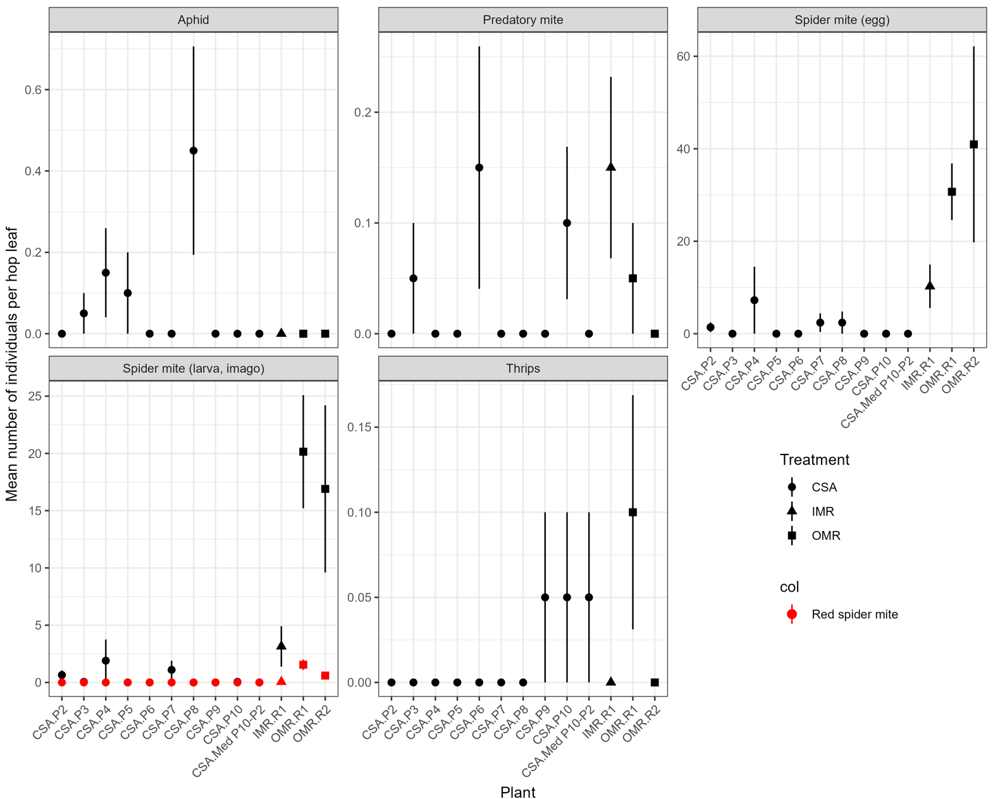 Mean number of individuals per hop leaf
Aphid
0.6
0.4
0.2
0.0
Predatory mite
0.2
0.1
0.0
Spider mite (egg)
60
40
20
0
CSA.P2
CSA.P3
CSA.P4
CSA.P5
CSA.P6
CSA.P7
CSA.P8
CSA.P9
CSA.P10
CSA.Med P10-P2
IMR.R1
OMR.R1
OMR.R2
Spider mite (larva, imago)
25
20
15
10
5
0
CSA.P2
CSA.P3
CSA.P4
CSA.P5
CSA.P6
CSA.P7
CSA.P8
CSA.P9
CSA.P10
CSA.Med P10-P2
IMR.R1
OMR.R1
OMR.R2
Thrips
0.15
0.10
0.05
0.00
CSA.P2
CSA.P3
CSA.P4
CSA.P5
CSA.P6
CSA.P7
CSA.P8
CSA.P9
CSA.P10
CSA.Med P10-P2
IMR.R1
OMR.R1
OMR.R2
Treatment
CSA
IMR
OMR
col
Red spider mite
Plant